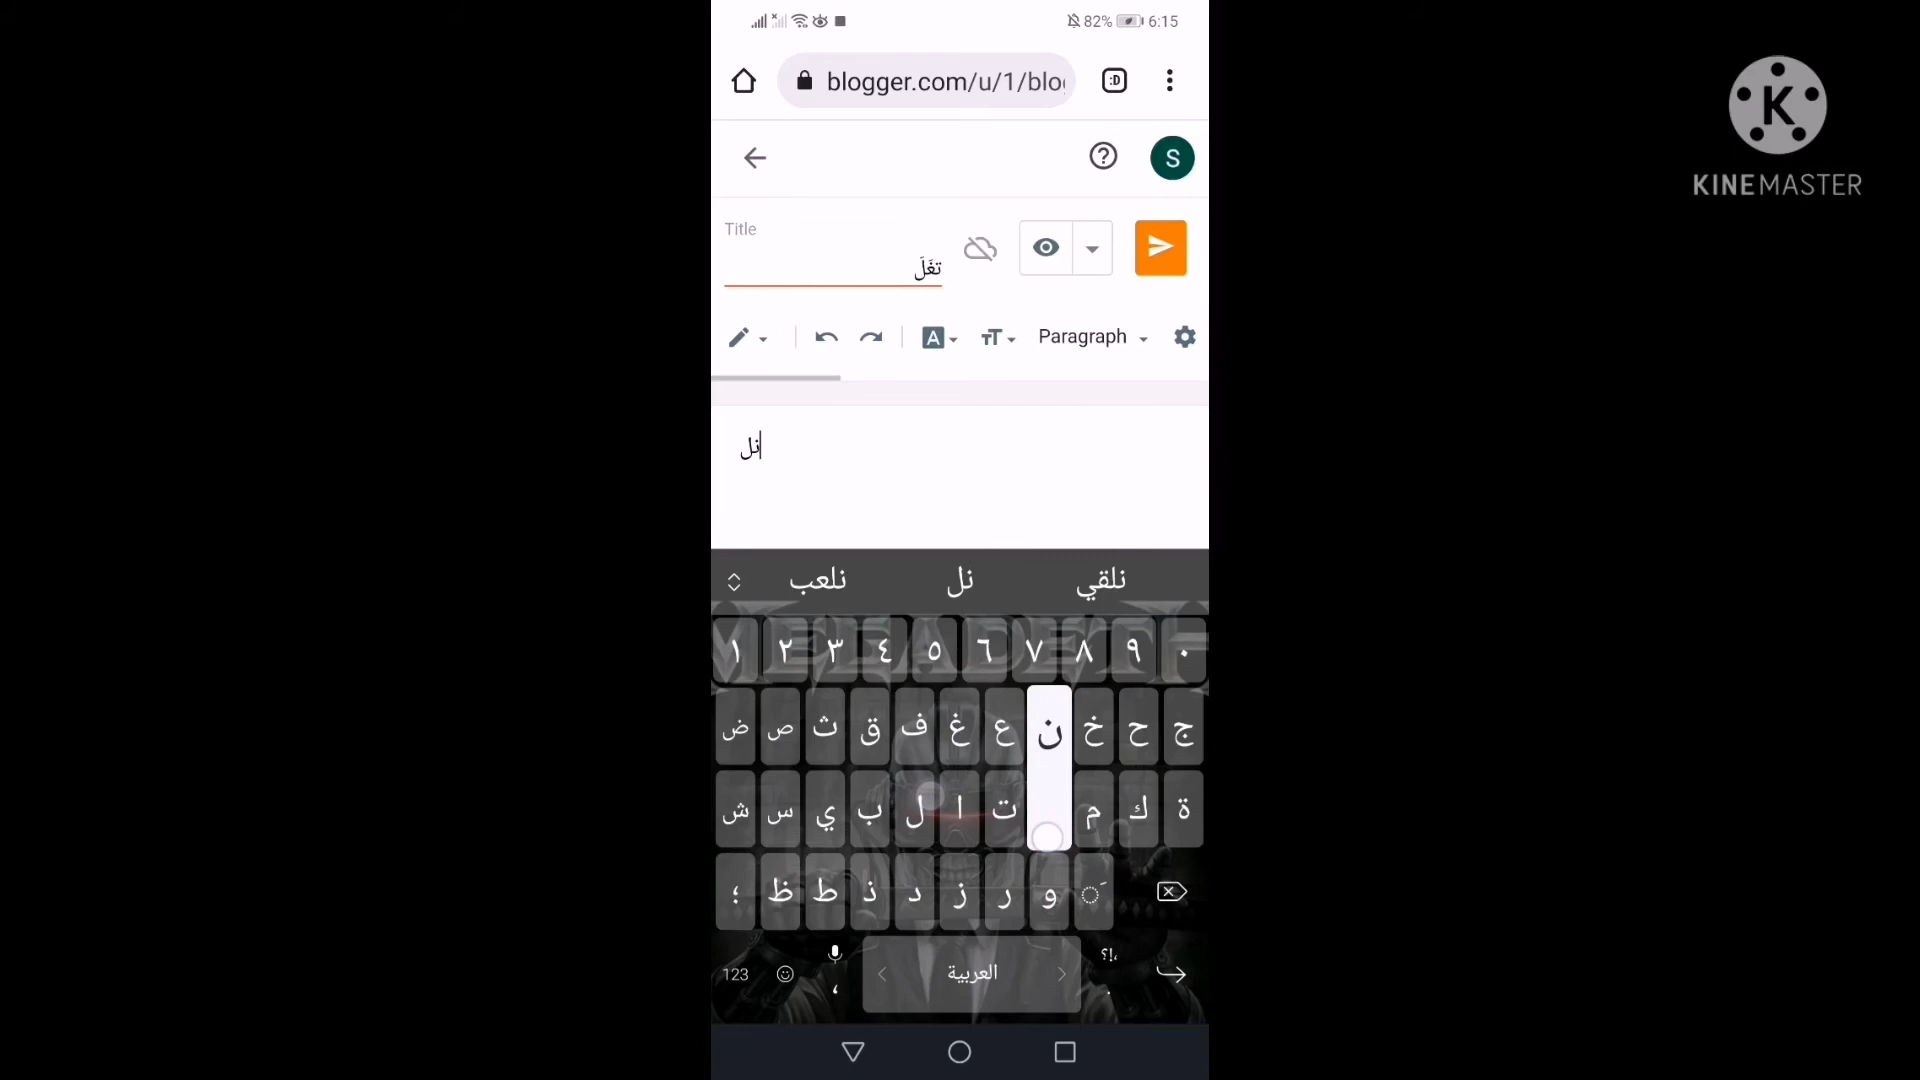 82% 6:15
blogger.com/u/1/blo
:D
S
Title
تغَلَ
A
Paragraph
نل
نلعب نل نلقي
١ ٢ ٣ ٤ ٥ ٦ ٧ ٨ ٩ ٠
ض ص ث ق ف غ ع ن خ ح ج
ش س ي ب ل ا ت م ك ة
؛ ظ ط ذ د ز ر و
123 ، العربية ،!؟ .
K
KINEMASTER